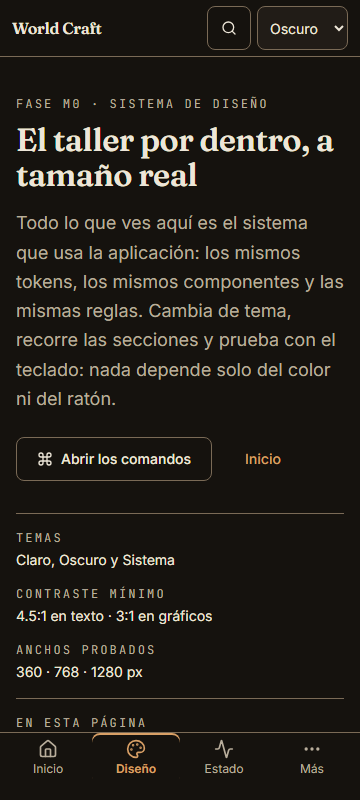 World Craft
Oscuro
FASE M0 · SISTEMA DE DISEÑO
El taller por dentro, a
tamaño real
Todo lo que ves aquí es el sistema
que usa la aplicación: los mismos
tokens, los mismos componentes y las
mismas reglas. Cambia de tema,
recorre las secciones y prueba con el
teclado: nada depende solo del color
ni del ratón.
⌘ Abrir los comandos
Inicio
TEMAS
Claro, Oscuro y Sistema
CONTRASTE MÍNIMO
4.5:1 en texto · 3:1 en gráficos
ANCHOS PROBADOS
360 · 768 · 1280 px
EN ESTA PÁGINA
Inicio
Diseño
Estado
Más